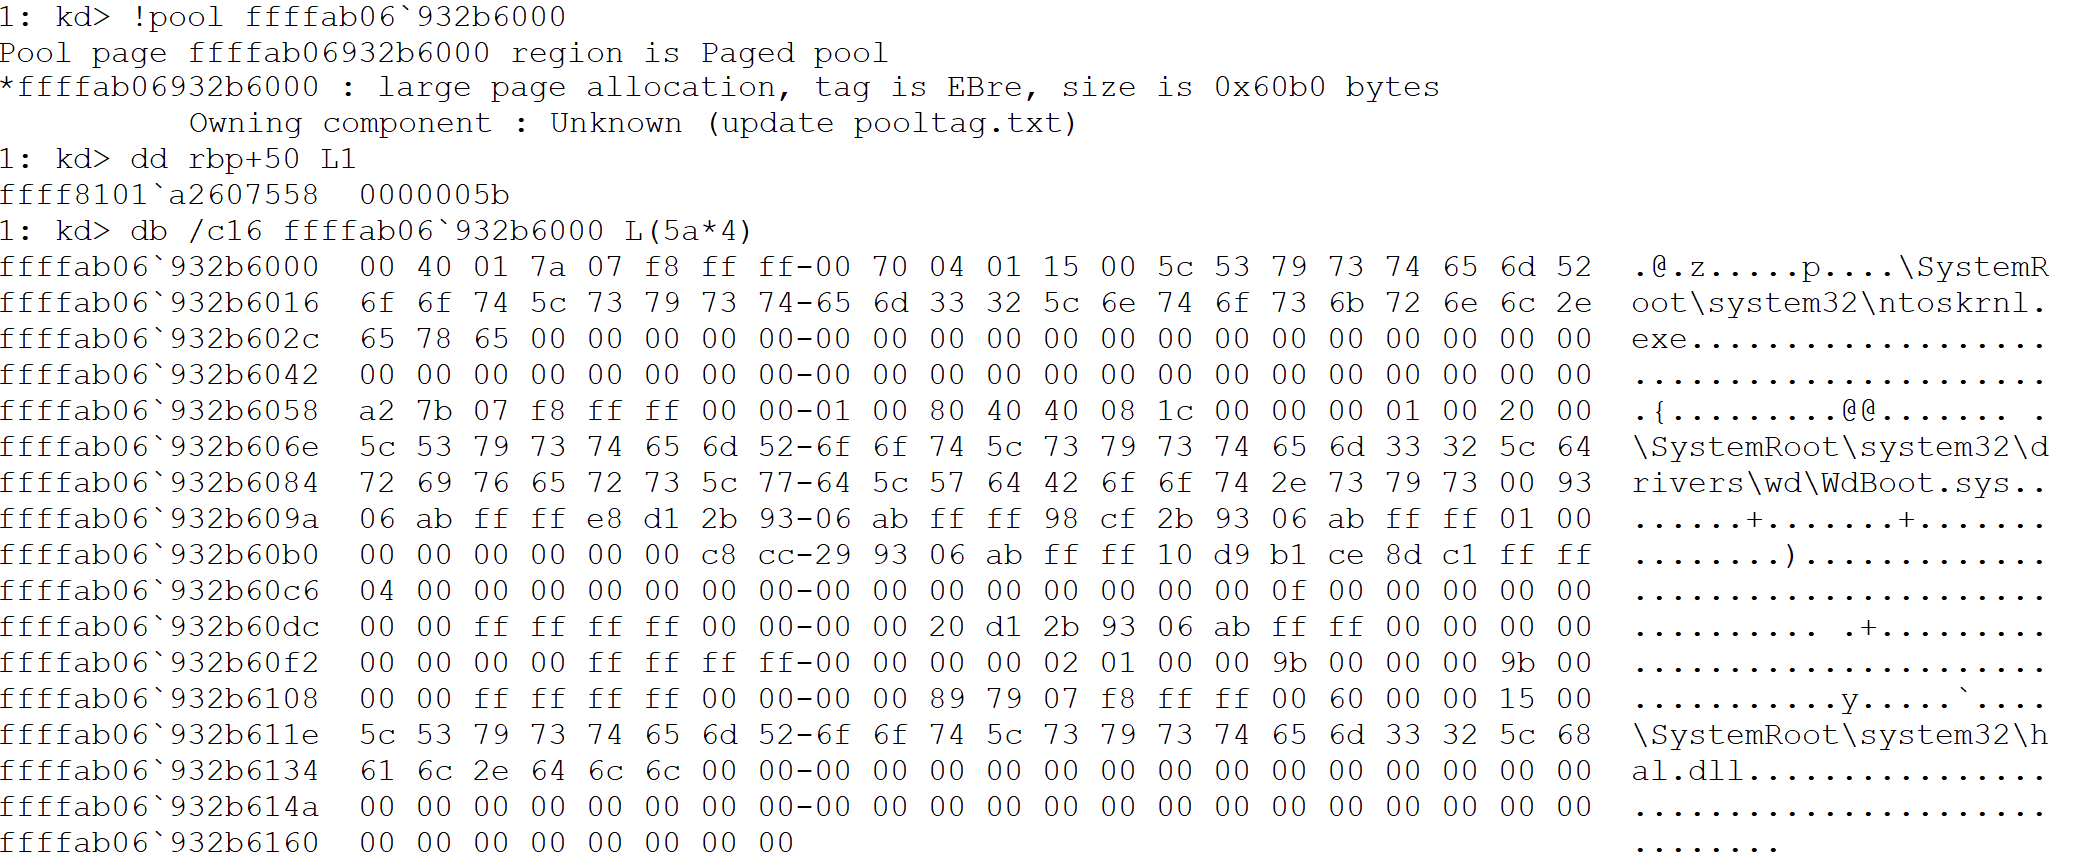 1: kd> !pool ffffab06`932b6000
Pool page ffffab06932b6000 region is Paged pool
*ffffab06932b6000 : large page allocation, tag is EBre, size is 0x60b0 bytes
          Owning component : Unknown (update pooltag.txt)
1: kd> dd rbp+50 L1
ffff8101`a2607558  0000005b
1: kd> db /c16 ffffab06`932b6000 L(5a*4)
ffffab06`932b6000  00 40 01 7a 07 f8 ff ff-00 70 04 01 15 00 5c 53 79 73 74 65 6d 52  .@.z.....p....\SystemR
ffffab06`932b6016  6f 6f 74 5c 73 79 73 74-65 6d 33 32 5c 6e 74 6f 73 6b 72 6e 6c 2e  oot\system32\ntoskrnl.
ffffab06`932b602c  65 78 65 00 00 00 00 00-00 00 00 00 00 00 00 00 00 00 00 00 00 00  exe...................
ffffab06`932b6042  00 00 00 00 00 00 00 00-00 00 00 00 00 00 00 00 00 00 00 00 00 00  ......................
ffffab06`932b6058  a2 7b 07 f8 ff ff 00 00-01 00 80 40 40 08 1c 00 00 00 01 00 20 00  .{.........@@....... .
ffffab06`932b606e  5c 53 79 73 74 65 6d 52-6f 6f 74 5c 73 79 73 74 65 6d 33 32 5c 64  \SystemRoot\system32\d
ffffab06`932b6084  72 69 76 65 72 73 5c 77-64 5c 57 64 42 6f 6f 74 2e 73 79 73 00 93  rivers\wd\WdBoot.sys..
ffffab06`932b609a  06 ab ff ff e8 d1 2b 93-06 ab ff ff 98 cf 2b 93 06 ab ff ff 01 00  ......+.......+.......
ffffab06`932b60b0  00 00 00 00 00 00 c8 cc-29 93 06 ab ff ff 10 d9 b1 ce 8d c1 ff ff  ........).............
ffffab06`932b60c6  04 00 00 00 00 00 00 00-00 00 00 00 00 00 00 00 0f 00 00 00 00 00  ......................
ffffab06`932b60dc  00 00 ff ff ff ff 00 00-00 00 20 d1 2b 93 06 ab ff ff 00 00 00 00  .......... .+.........
ffffab06`932b60f2  00 00 00 00 ff ff ff ff-00 00 00 00 02 01 00 00 9b 00 00 00 9b 00  ......................
ffffab06`932b6108  00 00 ff ff ff ff 00 00-00 00 89 79 07 f8 ff ff 00 60 00 00 15 00  ...........y.....`....
ffffab06`932b611e  5c 53 79 73 74 65 6d 52-6f 6f 74 5c 73 79 73 74 65 6d 33 32 5c 68  \SystemRoot\system32\h
ffffab06`932b6134  61 6c 2e 64 6c 6c 00 00-00 00 00 00 00 00 00 00 00 00 00 00 00 00  al.dll................
ffffab06`932b614a  00 00 00 00 00 00 00 00-00 00 00 00 00 00 00 00 00 00 00 00 00 00  ......................
ffffab06`932b6160  00 00 00 00 00 00 00 00  ........